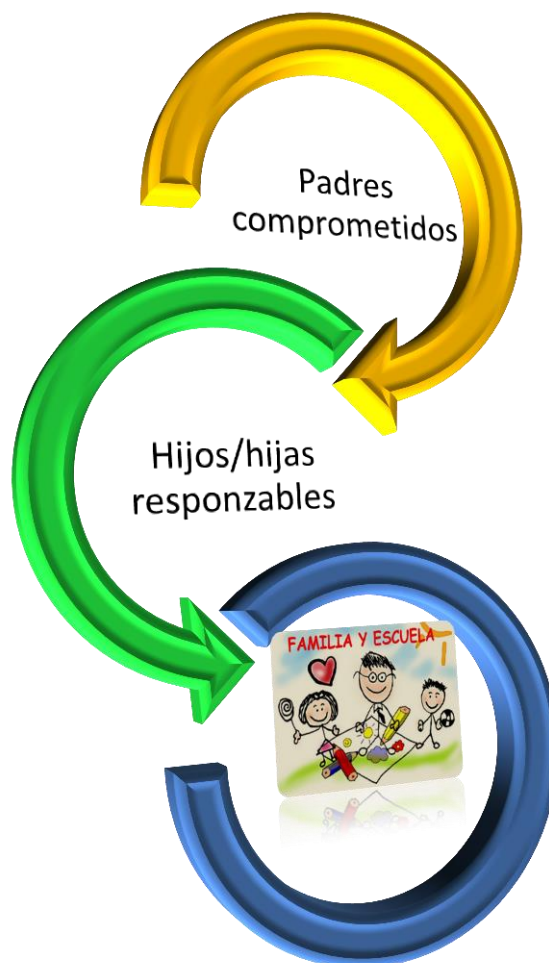 Padres
comprometidos
Hijos/hijas
responzables
FAMILIA Y ESCUELA